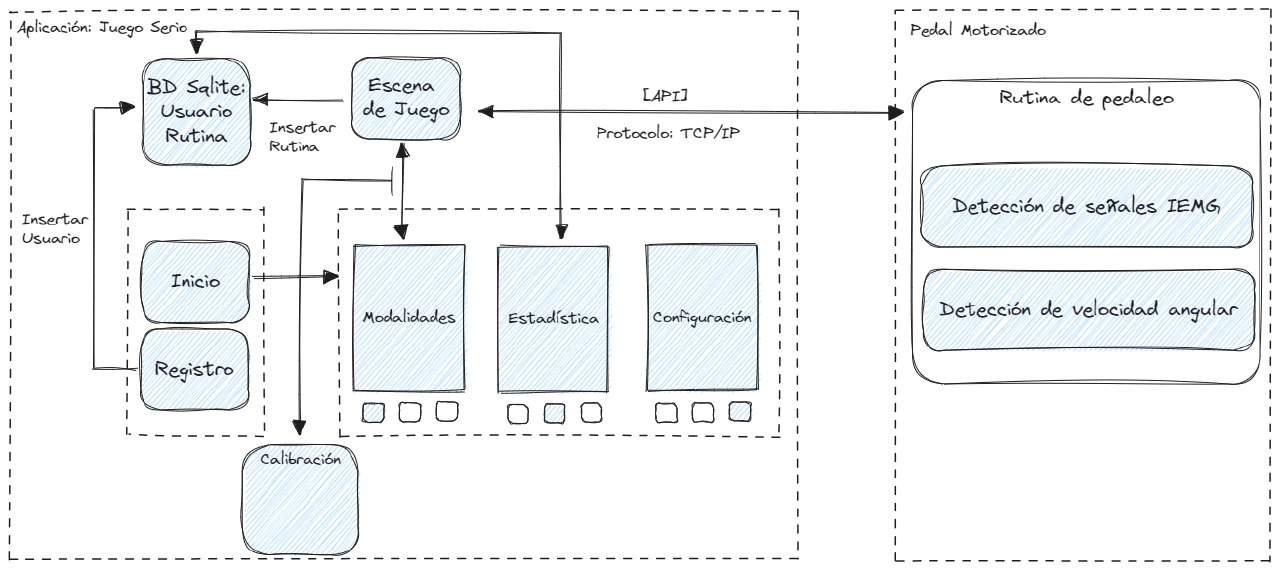 Aplicación: Juego Serio
BD Sqlite:
Usuario
Rutina
Escena
de Juego
Insertar
Rutina
[API]
Protocolo: TCP/IP
Insertar
Usuario
Inicio
Registro
Modalidades
Estadística
Configuración
Calibración
Pedal Motorizado
Rutina de pedaleo
Detección de señales IEMG
Detección de velocidad angular